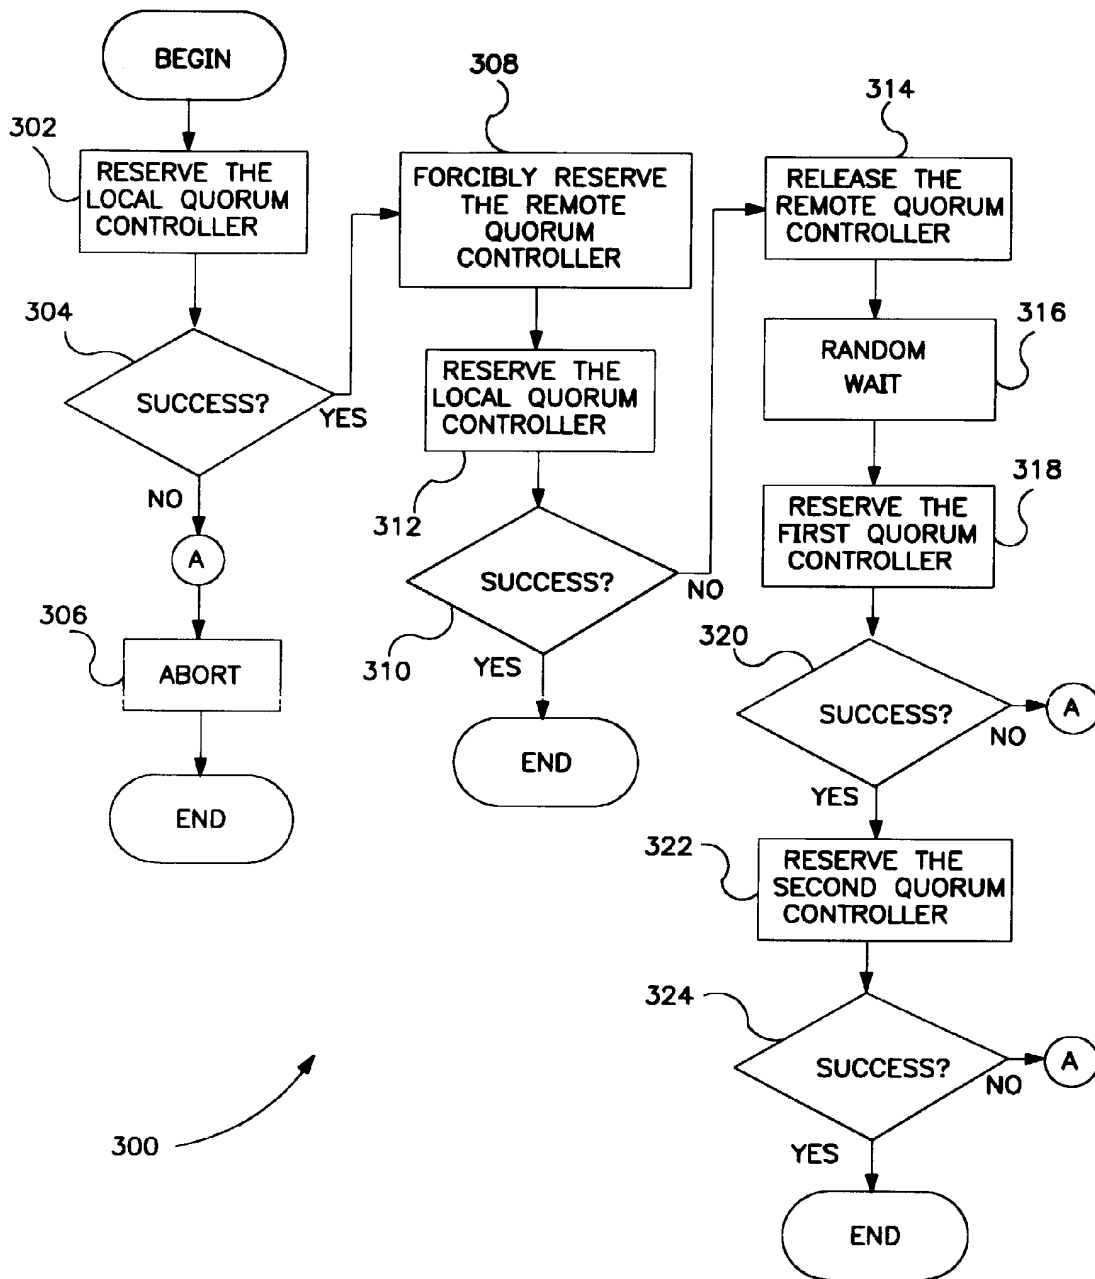 BEGIN
302
RESERVE THE
LOCAL QUORUM
CONTROLLER
304
SUCCESS?
YES
NO
A
306
ABORT
END
308
FORCIBLY RESERVE
THE REMOTE
QUORUM
CONTROLLER
RESERVE THE
LOCAL QUORUM
CONTROLLER
312
SUCCESS?
NO
310
YES
END
314
RELEASE THE
REMOTE QUORUM
CONTROLLER
316
RANDOM
WAIT
318
RESERVE THE
FIRST QUORUM
CONTROLLER
320
SUCCESS?
NO
A
YES
322
RESERVE THE
SECOND QUORUM
CONTROLLER
324
SUCCESS?
NO
A
YES
END
300